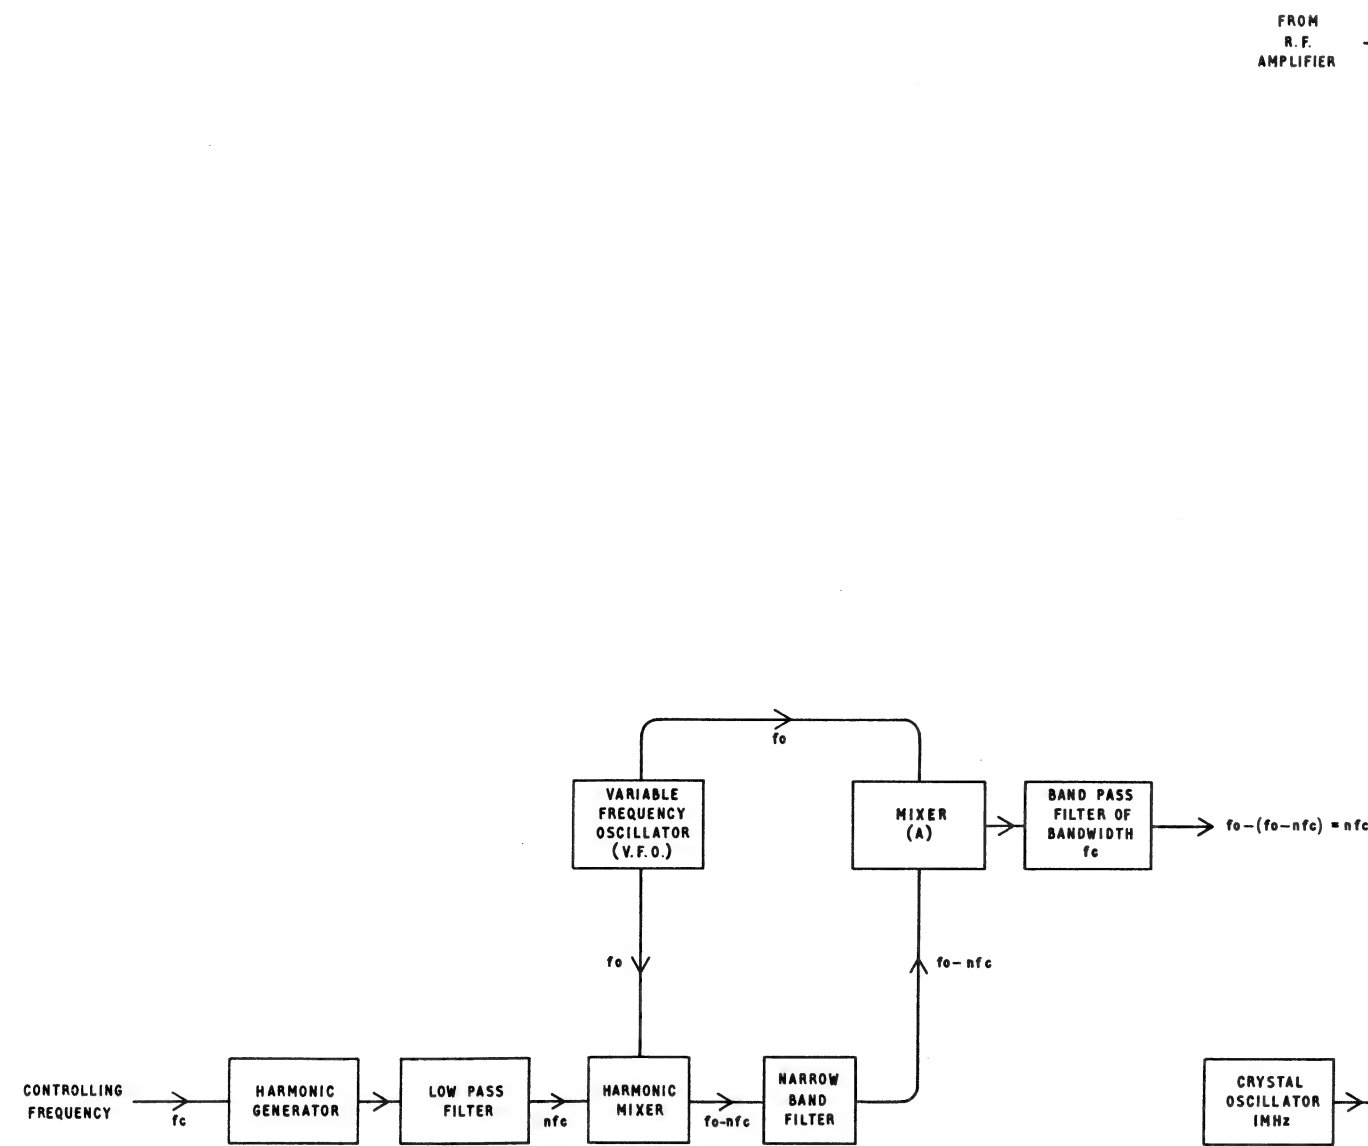 FROM
R.F.
AMPLIFIER
fo
VARIABLE
FREQUENCY
OSCILLATOR
(V.F.O.)
MIXER
(A)
BAND PASS
FILTER OF
BANDWIDTH
fc
fo-(fo-nfc) = nfc
fo
fo-nfc
CONTROLLING
FREQUENCY
fc
HARMONIC
GENERATOR
LOW PASS
FILTER
nfc
HARMONIC
MIXER
fo-nfc
NARROW
BAND
FILTER
CRYSTAL
OSCILLATOR
1MHz